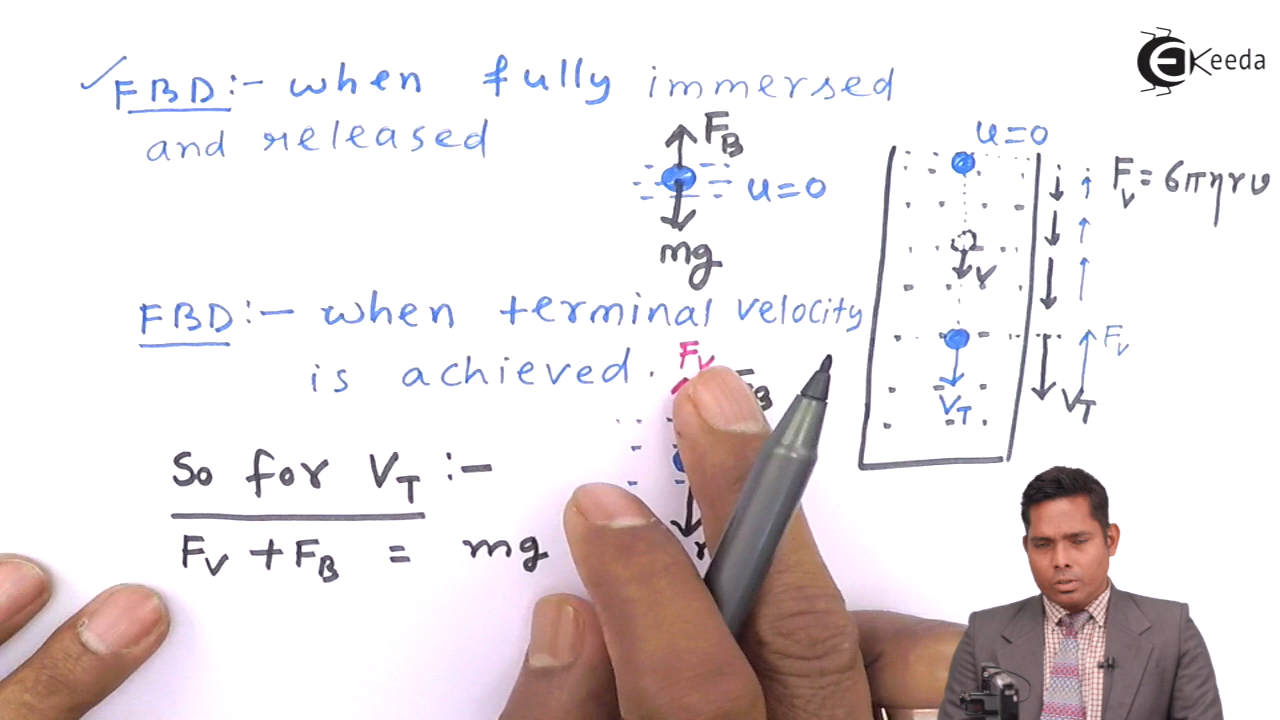 Keeda
FBD:- when fully immersed
and released
FB
u=0
mg
u=0
Fv = 6πηrv
V
Fv
VT
VT
FBD:- when terminal velocity
is achieved.
Fv
So for VT :-
Fv + FB = mg